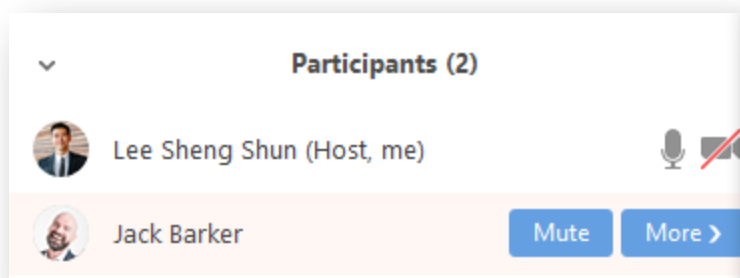 Participants (2)
Lee Sheng Shun (Host, me)
Jack Barker Mute More